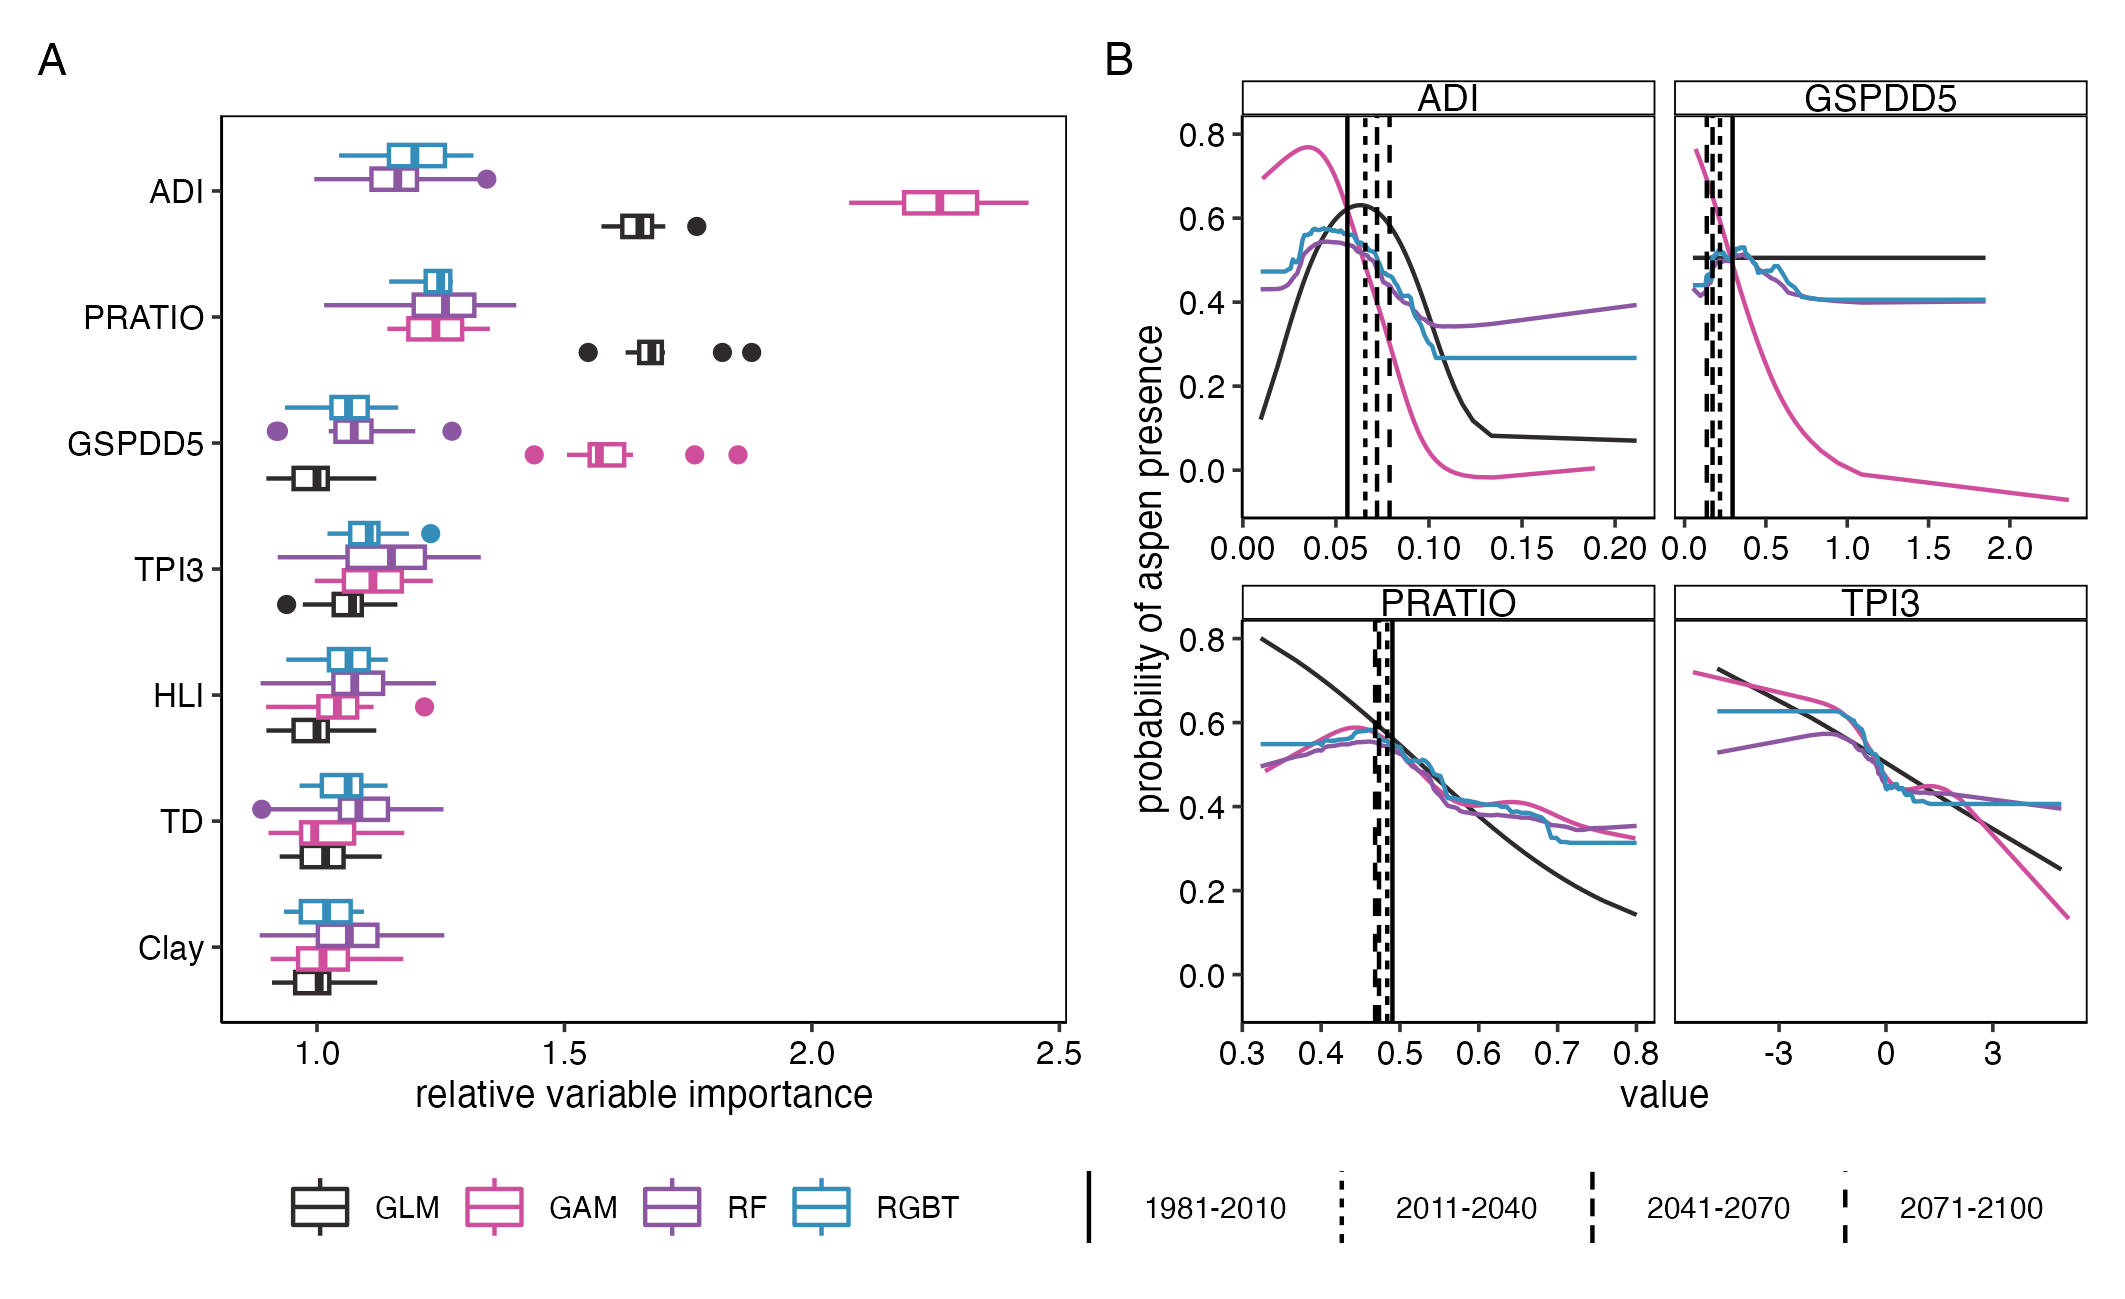 A
ADI
PRATIO
GSPDD5
TPI3
HLI
TD
Clay
1.0 1.5 2.0 2.5
relative variable importance
B
probability of aspen presence
ADI GSPDD5
0.8
0.6
0.4
0.2
0.0
0.00 0.05 0.10 0.15 0.20 0.0 0.5 1.0 1.5 2.0
PRATIO TPI3
0.8
0.6
0.4
0.2
0.0
0.3 0.4 0.5 0.6 0.7 0.8 -3 0 3
value
GLM GAM RF RGBT
1981-2010 2011-2040 2041-2070 2071-2100